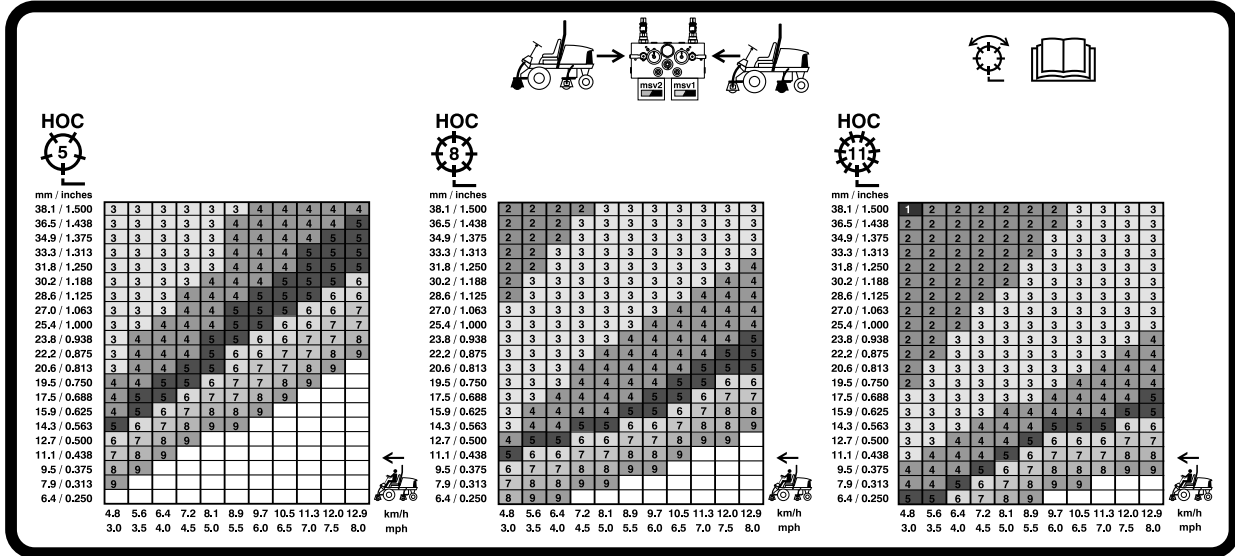 msv2 msv1
HOC
5
mm / inches
38.1 / 1.500 3 3 3 3 3 3 4 4 4 4 4
36.5 / 1.438 3 3 3 3 3 4 4 4 4 4 5
34.9 / 1.375 3 3 3 3 3 4 4 4 4 5 5
33.3 / 1.313 3 3 3 3 3 4 4 4 5 5 5
31.8 / 1.250 3 3 3 3 3 4 4 4 5 5 5
30.2 / 1.188 3 3 3 3 4 4 4 5 5 5 6
28.6 / 1.125 3 3 3 4 4 4 5 5 5 6 6
27.0 / 1.063 3 3 3 4 4 5 5 5 6 6 7
25.4 / 1.000 3 3 4 4 4 5 5 6 6 7 7
23.8 / 0.938 3 4 4 4 5 5 6 6 7 7 8
22.2 / 0.875 3 4 4 4 5 6 6 7 7 8 9
20.6 / 0.813 3 4 4 5 5 6 7 7 8 9
19.5 / 0.750 4 4 5 5 6 7 7 8 9
17.5 / 0.688 4 5 5 6 6 7 8 9
15.9 / 0.625 4 5 6 6 7 8 9
14.3 / 0.563 5 6 7 8 9 9
12.7 / 0.500 6 7 8 9
11.1 / 0.438 7 8 9
9.5 / 0.375 8 9
7.9 / 0.313 9
6.4 / 0.250
4.8 5.6 6.4 7.2 8.1 8.9 9.7 10.5 11.3 12.0 12.9 km/h
3.0 3.5 4.0 4.5 5.0 5.5 6.0 6.5 7.0 7.5 8.0 mph
HOC
8
mm / inches
38.1 / 1.500 2 2 2 2 3 3 3 3 3 3 3
36.5 / 1.438 2 2 2 3 3 3 3 3 3 3 3
34.9 / 1.375 2 2 2 3 3 3 3 3 3 3 3
33.3 / 1.313 2 2 3 3 3 3 3 3 3 3 3
31.8 / 1.250 2 2 3 3 3 3 3 3 3 3 4
30.2 / 1.188 2 3 3 3 3 3 3 3 3 4 4
28.6 / 1.125 2 3 3 3 3 3 3 3 4 4 4
27.0 / 1.063 3 3 3 3 3 3 3 4 4 4 4
25.4 / 1.000 3 3 3 3 3 3 4 4 4 4 4
23.8 / 0.938 3 3 3 3 3 4 4 4 4 4 5
22.2 / 0.875 3 3 3 3 4 4 4 4 4 5 5
20.6 / 0.813 3 3 3 4 4 4 4 4 5 5 5
19.5 / 0.750 3 3 3 4 4 4 4 5 5 6 6
17.5 / 0.688 3 3 4 4 4 4 5 5 6 6 7
15.9 / 0.625 3 4 4 4 4 5 5 6 6 7 8
14.3 / 0.563 3 4 4 5 5 6 6 7 7 8 9
12.7 / 0.500 4 5 5 6 6 7 7 8 9 9
11.1 / 0.438 5 6 6 7 7 8 8 9 9
9.5 / 0.375 6 7 7 8 8 9 9
7.9 / 0.313 7 8 8 9 9
6.4 / 0.250 8 9 9
4.8 5.6 6.4 7.2 8.1 8.9 9.7 10.5 11.3 12.0 12.9 km/h
3.0 3.5 4.0 4.5 5.0 5.5 6.0 6.5 7.0 7.5 8.0 mph
HOC
11
mm / inches
38.1 / 1.500 1 2 2 2 2 2 2 3 3 3 3
36.5 / 1.438 2 2 2 2 2 2 2 3 3 3 3
34.9 / 1.375 2 2 2 2 2 2 3 3 3 3 3
33.3 / 1.313 2 2 2 2 2 2 3 3 3 3 3
31.8 / 1.250 2 2 2 2 2 3 3 3 3 3 3
30.2 / 1.188 2 2 2 2 2 3 3 3 3 3 3
28.6 / 1.125 2 2 2 2 3 3 3 3 3 3 3
27.0 / 1.063 2 2 2 3 3 3 3 3 3 3 3
25.4 / 1.000 2 2 2 3 3 3 3 3 3 3 3
23.8 / 0.938 2 2 3 3 3 3 3 3 3 3 4
22.2 / 0.875 2 2 3 3 3 3 3 3 3 4 4
20.6 / 0.813 2 3 3 3 3 3 3 3 4 4 4
19.5 / 0.750 2 3 3 3 3 3 3 4 4 4 4
17.5 / 0.688 3 3 3 3 3 3 4 4 4 4 5
15.9 / 0.625 3 3 3 3 4 4 4 4 4 5 5
14.3 / 0.563 3 3 3 4 4 4 4 5 5 6 6
12.7 / 0.500 3 3 4 4 4 5 6 6 6 7 7
11.1 / 0.438 3 4 4 4 5 6 6 7 7 8 8
9.5 / 0.375 4 4 4 5 6 7 7 8 8 9 9
7.9 / 0.313 4 4 5 6 7 8 8 9
6.4 / 0.250 5 5 6 7 8 9 9
4.8 5.6 6.4 7.2 8.1 8.9 9.7 10.5 11.3 12.0 12.9 km/h
3.0 3.5 4.0 4.5 5.0 5.5 6.0 6.5 7.0 7.5 8.0 mph